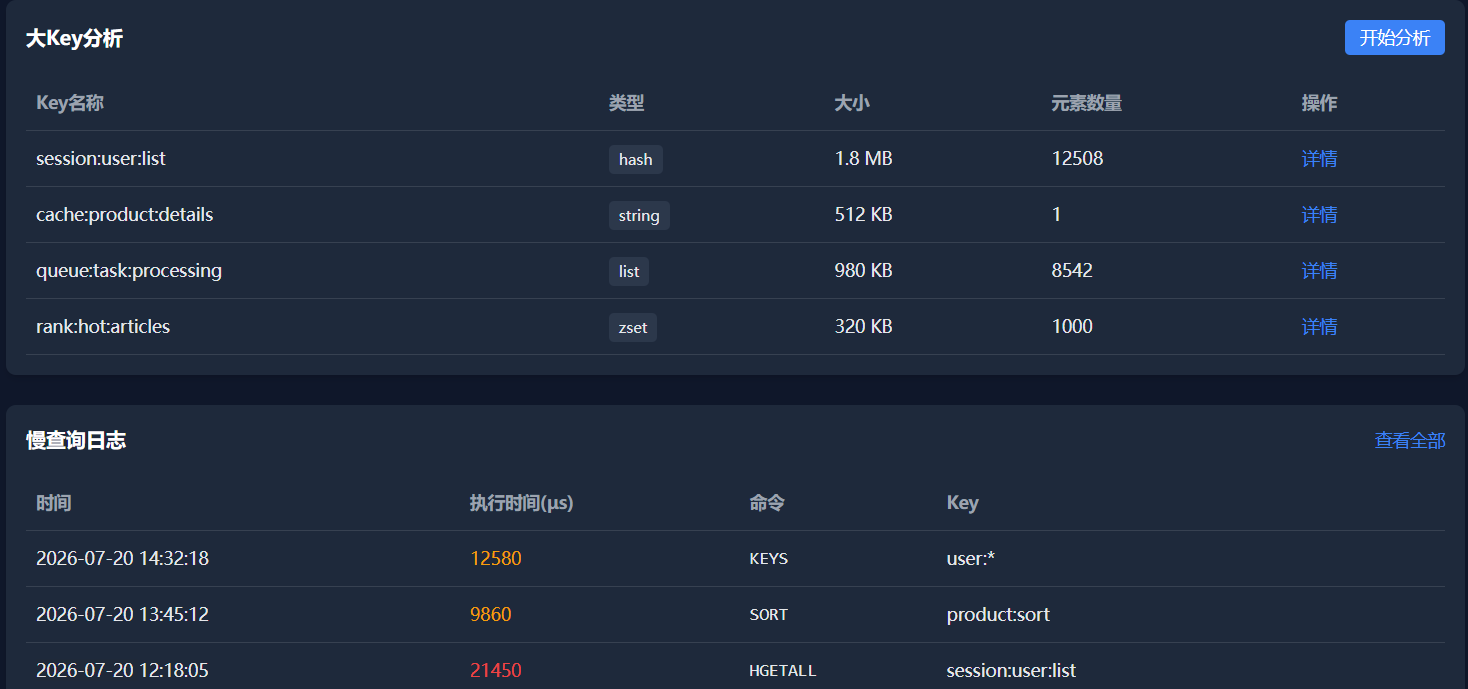 大Key分析 开始分析
Key名称 类型 大小 元素数量 操作
session:user:list hash 1.8 MB 12508 详情
cache:product:details string 512 KB 1 详情
queue:task:processing list 980 KB 8542 详情
rank:hot:articles zset 320 KB 1000 详情
慢查询日志 查看全部
时间 执行时间(μs) 命令 Key
2026-07-20 14:32:18 12580 KEYS user:*
2026-07-20 13:45:12 9860 SORT product:sort
2026-07-20 12:18:05 21450 HGETALL session:user:list